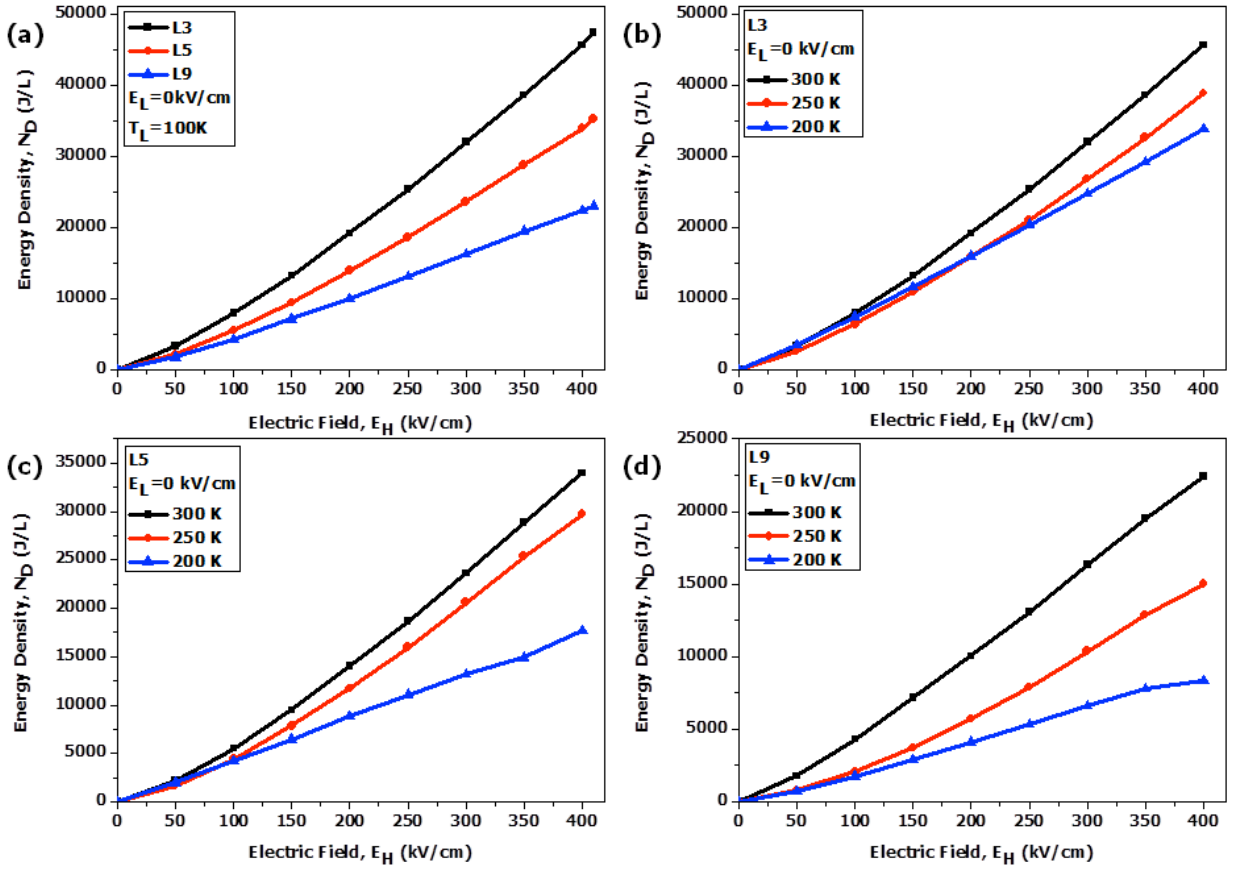 (a)
L3
L5
L9
E_L=0kV/cm
T_L=100K
Energy Density, N_D (J/L)
50000
40000
30000
20000
10000
0
0 50 100 150 200 250 300 350 400
Electric Field, E_H (kV/cm)
(b)
L3
E_L=0 kV/cm
300 K
250 K
200 K
Energy Density, N_D (J/L)
50000
40000
30000
20000
10000
0
0 50 100 150 200 250 300 350 400
Electric Field, E_H (kV/cm)
(c)
L5
E_L=0 kV/cm
300 K
250 K
200 K
Energy Density, N_D (J/L)
35000
30000
25000
20000
15000
10000
5000
0
0 50 100 150 200 250 300 350 400
Electric Field, E_H (kV/cm)
(d)
L9
E_L=0 kV/cm
300 K
250 K
200 K
Energy Density, N_D (J/L)
25000
20000
15000
10000
5000
0
0 50 100 150 200 250 300 350 400
Electric Field, E_H (kV/cm)